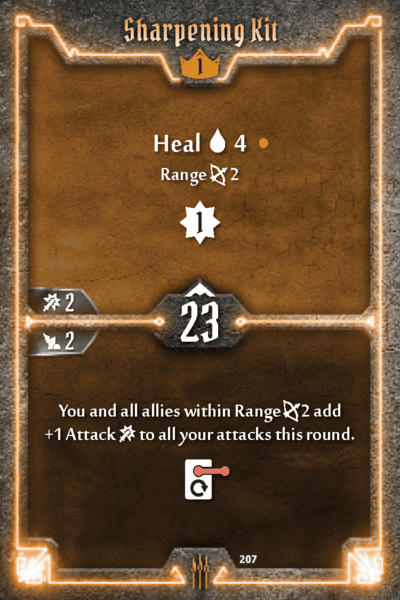 Sharpening Kit
1
Heal 4
Range 2
1
2
23
2
You and all allies within Range 2 add
+1 Attack to all your attacks this round.
207